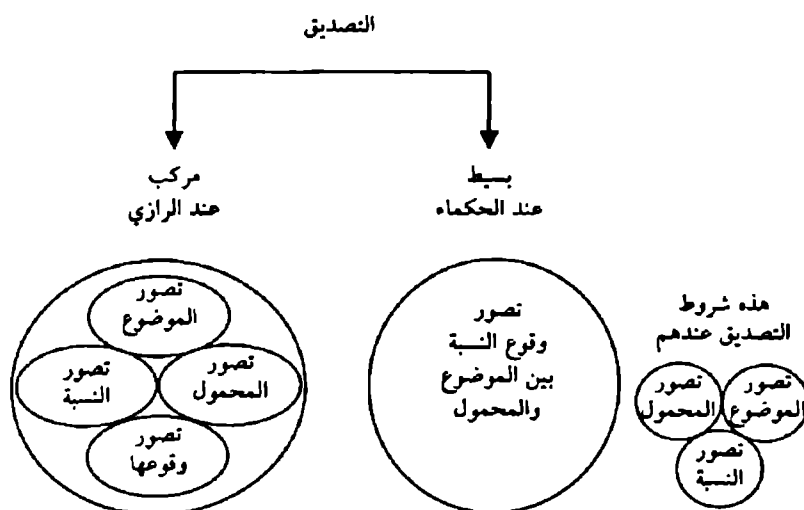 التصديق
بسيط
عند الحكماء
مركب
عند الرازي
هذه شروط
التصديق عندهم
تصور
الموضوع
تصور
المحمول
تصور
النسبة
تصور
وقوع النسبة
بين الموضوع
والمحمول
تصور
الموضوع
تصور
المحمول
تصور
النسبة
تصور
وقوعها